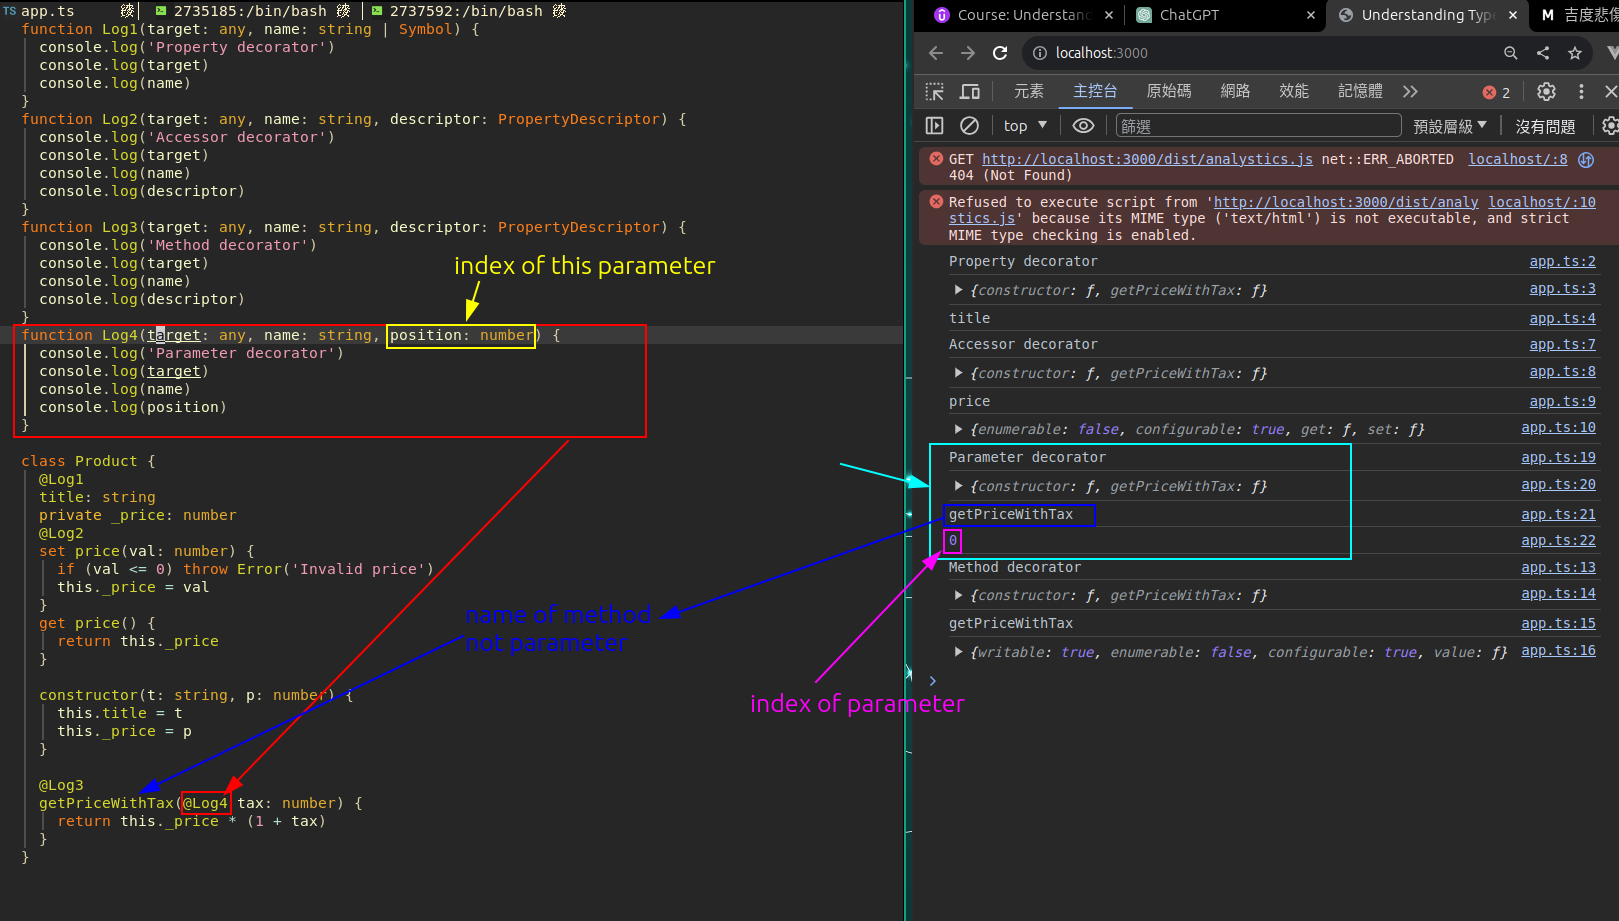 TS app.ts
2735185:/bin/bash
2737592:/bin/bash
function Log1(target: any, name: string | Symbol) {
console.log('Property decorator')
console.log(target)
console.log(name)
}
function Log2(target: any, name: string, descriptor: PropertyDescriptor) {
console.log('Accessor decorator')
console.log(target)
console.log(name)
console.log(descriptor)
}
function Log3(target: any, name: string, descriptor: PropertyDescriptor) {
console.log('Method decorator')
console.log(target)
console.log(name)
console.log(descriptor)
}
index of this parameter
function Log4(target: any, name: string, position: number) {
console.log('Parameter decorator')
console.log(target)
console.log(name)
console.log(position)
}
class Product {
@Log1
title: string
private _price: number
@Log2
set price(val: number) {
if (val <= 0) throw Error('Invalid price')
this._price = val
}
get price() {
return this._price
}
name of method
not parameter
constructor(t: string, p: number) {
this.title = t
this._price = p
}
@Log3
getPriceWithTax(@Log4 tax: number) {
return this._price * (1 + tax)
}
}
Course: Understand
ChatGPT
Understanding Type
M 吉度悲傷
localhost:3000
元素 主控台 原始碼 網路 效能 記憶體 2
top 篩選 預設層級 沒有問題
GET http://localhost:3000/dist/analystics.js net::ERR_ABORTED localhost/:8
404 (Not Found)
Refused to execute script from 'http://localhost:3000/dist/analy localhost/:10
stics.js' because its MIME type ('text/html') is not executable, and strict
MIME type checking is enabled.
Property decorator app.ts:2
{constructor: ƒ, getPriceWithTax: ƒ} app.ts:3
title app.ts:4
Accessor decorator app.ts:7
{constructor: ƒ, getPriceWithTax: ƒ} app.ts:8
price app.ts:9
{enumerable: false, configurable: true, get: ƒ, set: ƒ} app.ts:10
Parameter decorator app.ts:19
{constructor: ƒ, getPriceWithTax: ƒ} app.ts:20
getPriceWithTax app.ts:21
0 app.ts:22
Method decorator app.ts:13
{constructor: ƒ, getPriceWithTax: ƒ} app.ts:14
getPriceWithTax app.ts:15
{writable: true, enumerable: false, configurable: true, value: ƒ} app.ts:16
index of parameter